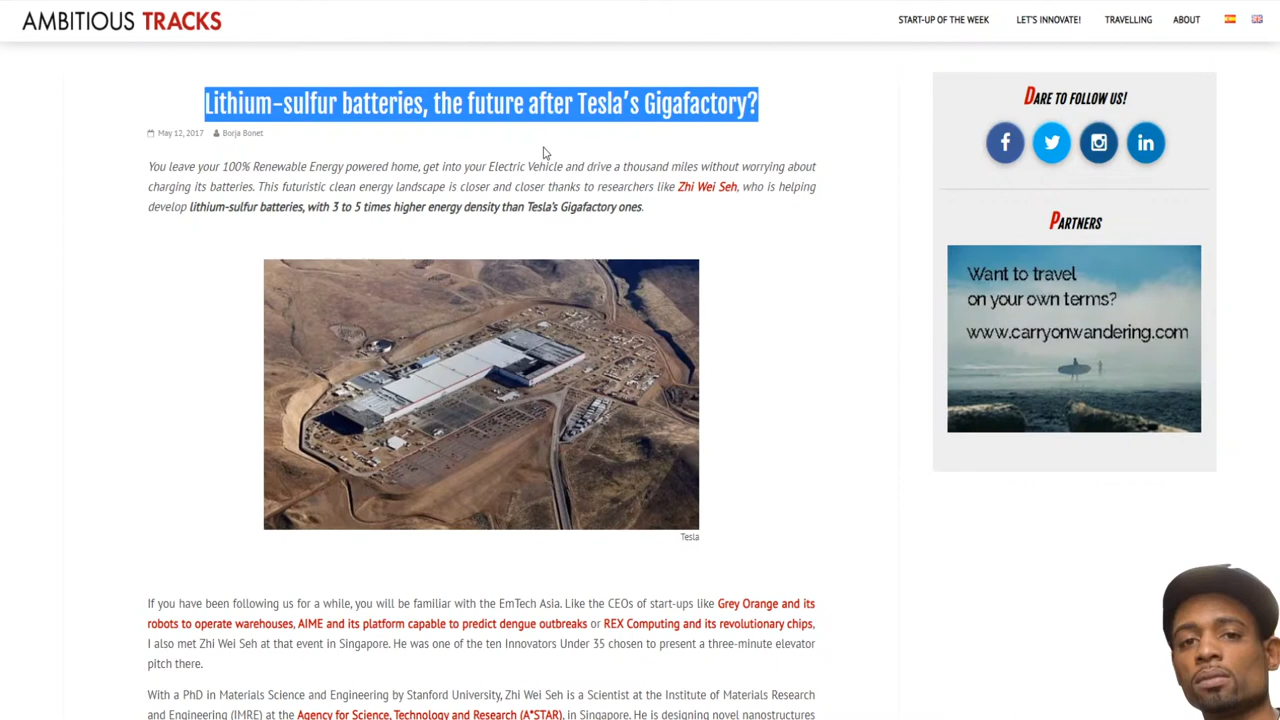 AMBITIOUS TRACKS
START-UP OF THE WEEK LET'S INNOVATE! TRAVELLING ABOUT
Lithium-sulfur batteries, the future after Tesla's Gigafactory?
May 12, 2017 Borja Bonet
You leave your 100% Renewable Energy powered home, get into your Electric Vehicle and drive a thousand miles without worrying about
charging its batteries. This futuristic clean energy landscape is closer and closer thanks to researchers like Zhi Wei Seh, who is helping
develop lithium-sulfur batteries, with 3 to 5 times higher energy density than Tesla's Gigafactory ones.
Tesla
If you have been following us for a while, you will be familiar with the EmTech Asia. Like the CEOs of start-ups like Grey Orange and its
robots to operate warehouses, AIME and its platform capable to predict dengue outbreaks or REX Computing and its revolutionary chips,
I also met Zhi Wei Seh at that event in Singapore. He was one of the ten Innovators Under 35 chosen to present a three-minute elevator
pitch there.
With a PhD in Materials Science and Engineering by Stanford University, Zhi Wei Seh is a Scientist at the Institute of Materials Research
and Engineering (IMRE) at the Agency for Science, Technology and Research (A*STAR), in Singapore. He is designing novel nanostructures
DARE TO FOLLOW US!
PARTNERS
Want to travel
on your own terms?
www.carryonwandering.com